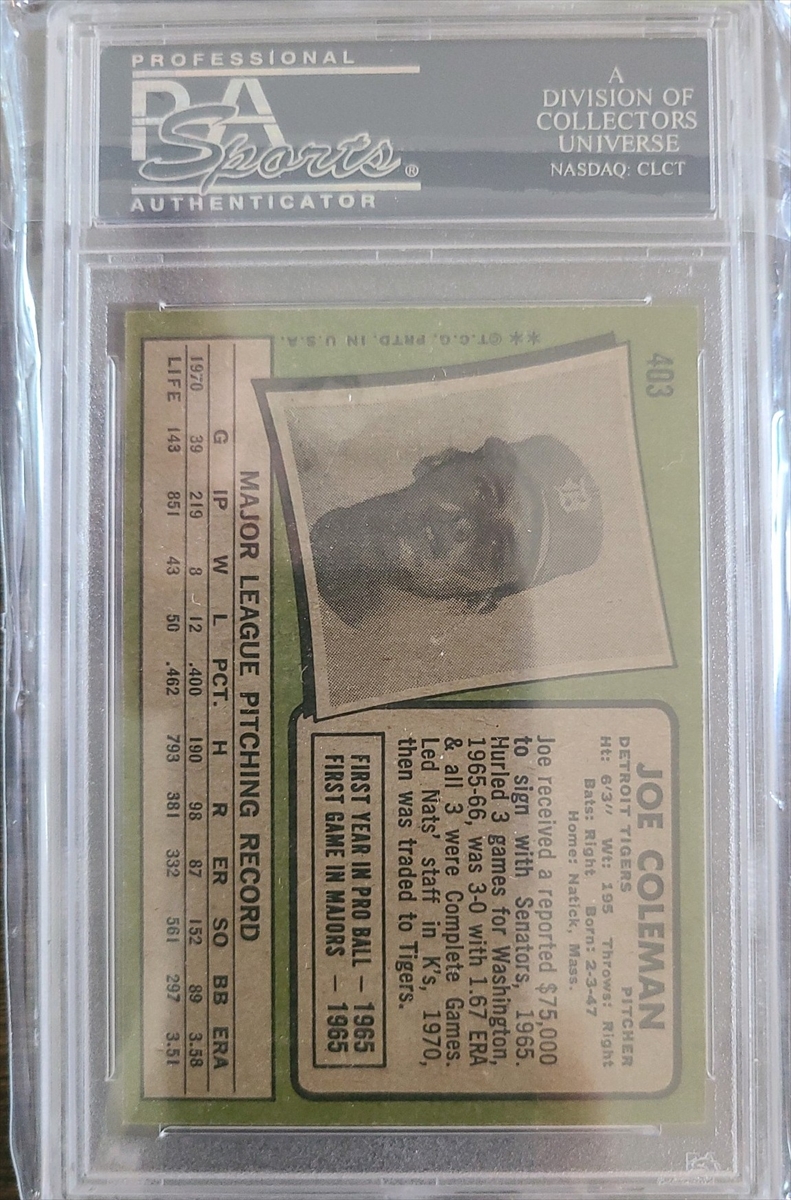 PROFESSIONAL
PSA
Sports®
AUTHENTICATOR
A
DIVISION OF
COLLECTORS
UNIVERSE
NASDAQ: CLCT
403
**©T.C.G. PRTD. IN U.S.A.
JOE COLEMAN
DETROIT TIGERS PITCHER
Ht: 6'3" Wt: 195 Throws: Right
Bats: Right Born: 2-3-47
Home: Natick, Mass.
Joe received a reported $75,000
to sign with Senators, 1965.
Hurled 3 games for Washington,
1965-66, was 3-0 with 1.67 ERA
& all 3 were Complete Games.
Led Nats' staff in K's, 1970,
then was traded to Tigers.
FIRST YEAR IN PRO BALL — 1965
FIRST GAME IN MAJORS — 1965
MAJOR LEAGUE PITCHING RECORD
G IP W L PCT. H R ER SO BB ERA
1970 39 219 8 12 .400 190 98 87 152 89 3.58
LIFE 143 851 43 50 .462 793 381 332 561 297 3.51